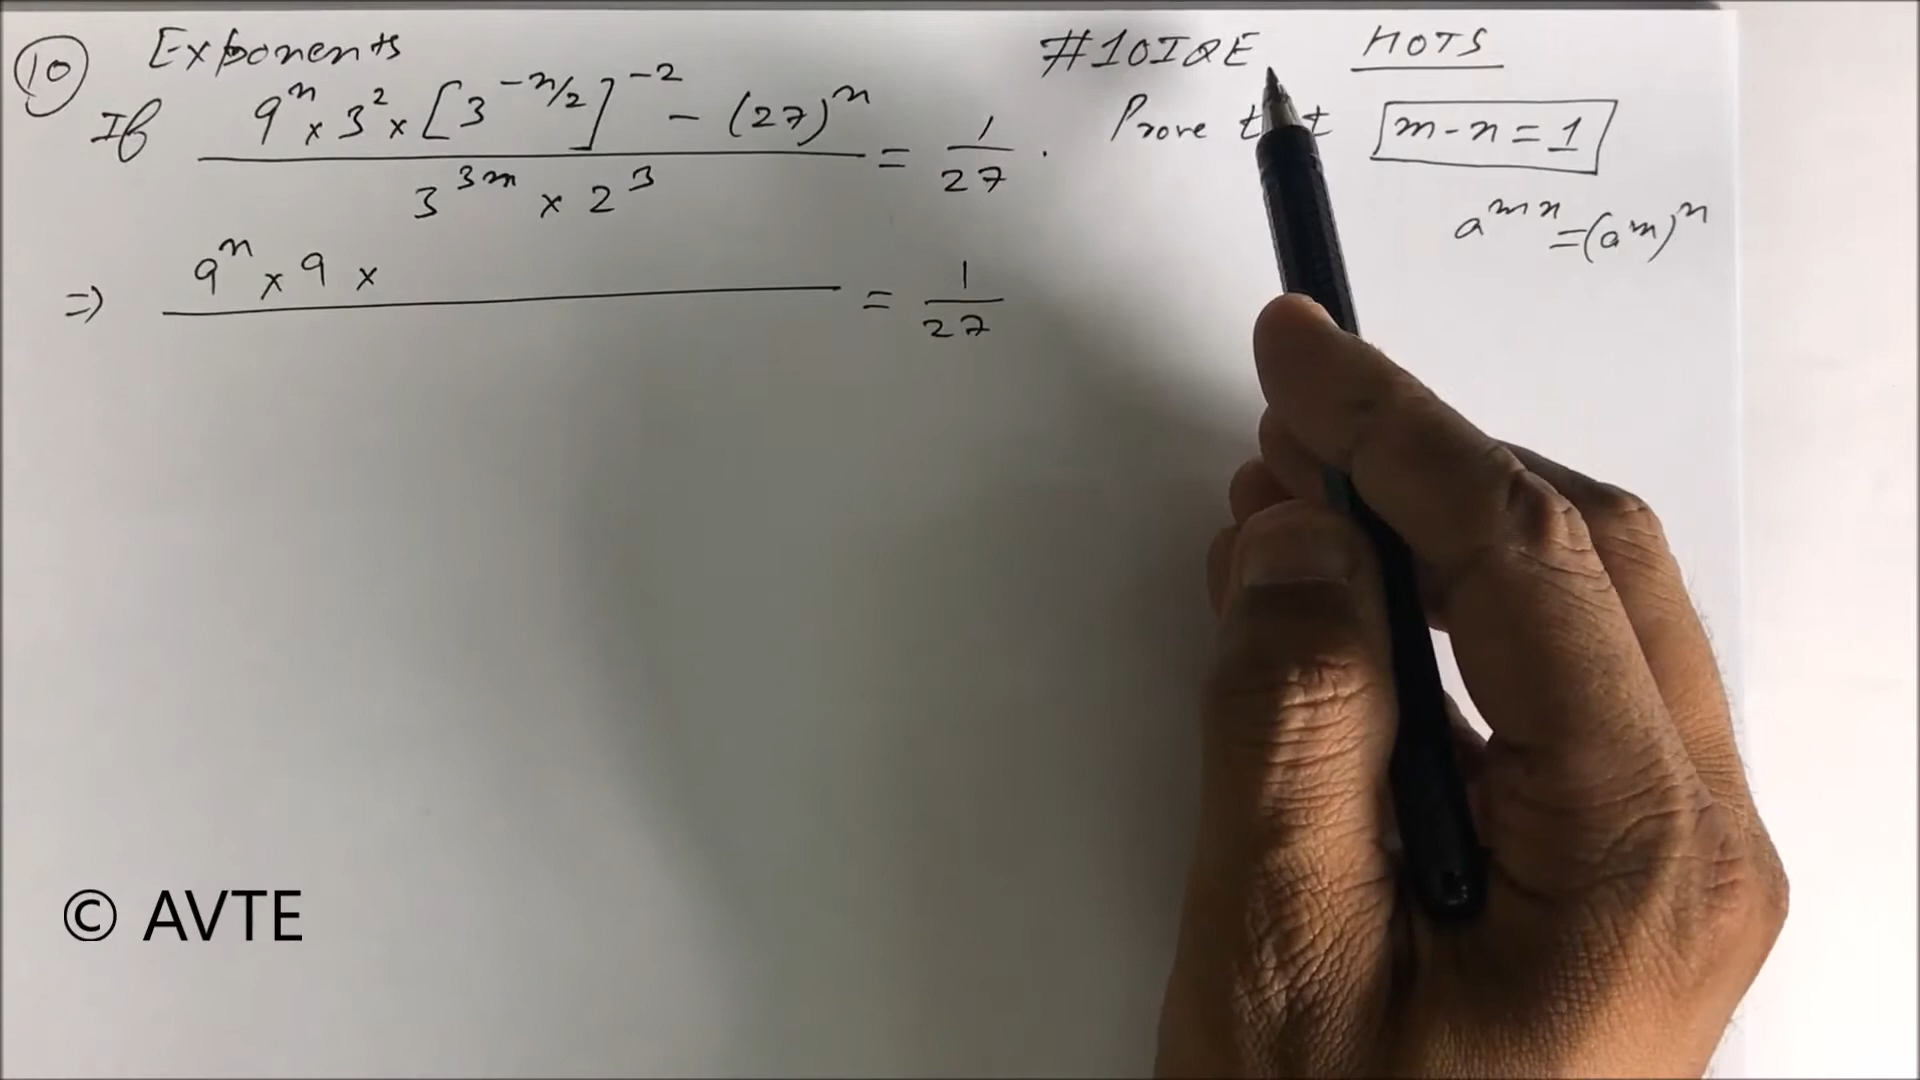 10 Exponents #10IQE HOTS
If 9^n × 3^2 × [3^{-n/2}]^{-2} - (27)^n / 3^{3m} × 2^3 = 1/27 . Prove t t m - n = 1
a^{mn} = (a^m)^n
⇒ 9^n × 9 × = 1/27
© AVTE